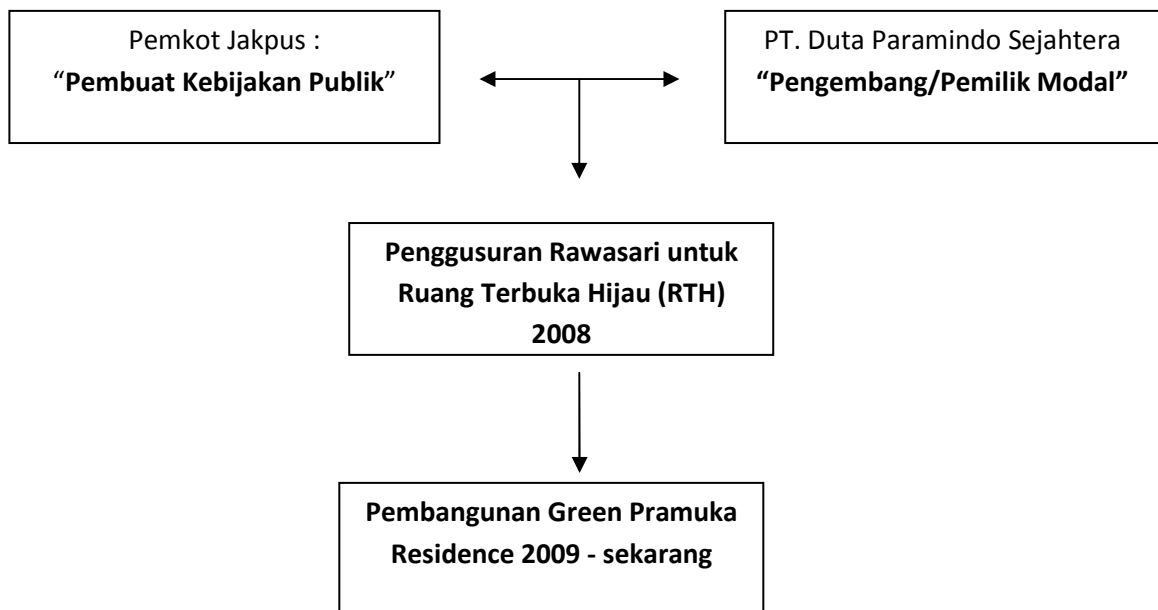 Pemkot Jakpus :
“Pembuat Kebijakan Publik”
PT. Duta Paramindo Sejahtera
“Pengembang/Pemilik Modal”
Penggusuran Rawasari untuk
Ruang Terbuka Hijau (RTH)
2008
Pembangunan Green Pramuka
Residence 2009 - sekarang